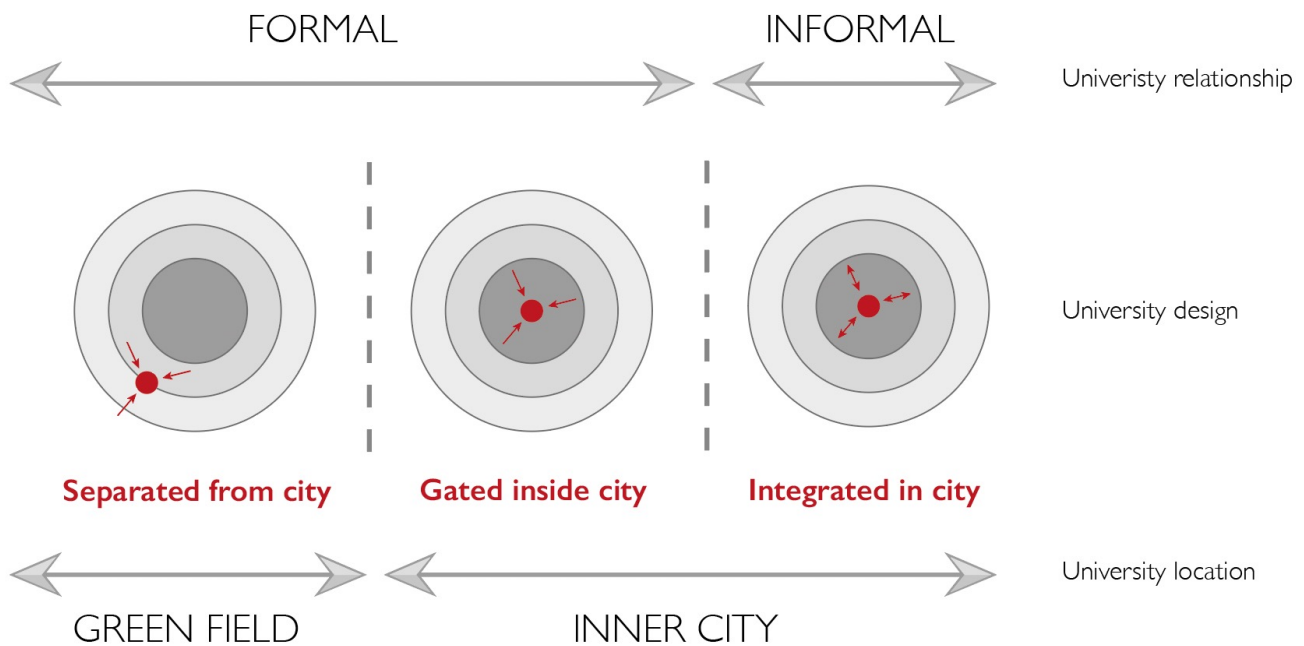 FORMAL
INFORMAL
Univeristy relationship
University design
Separated from city
Gated inside city
Integrated in city
University location
GREEN FIELD
INNER CITY